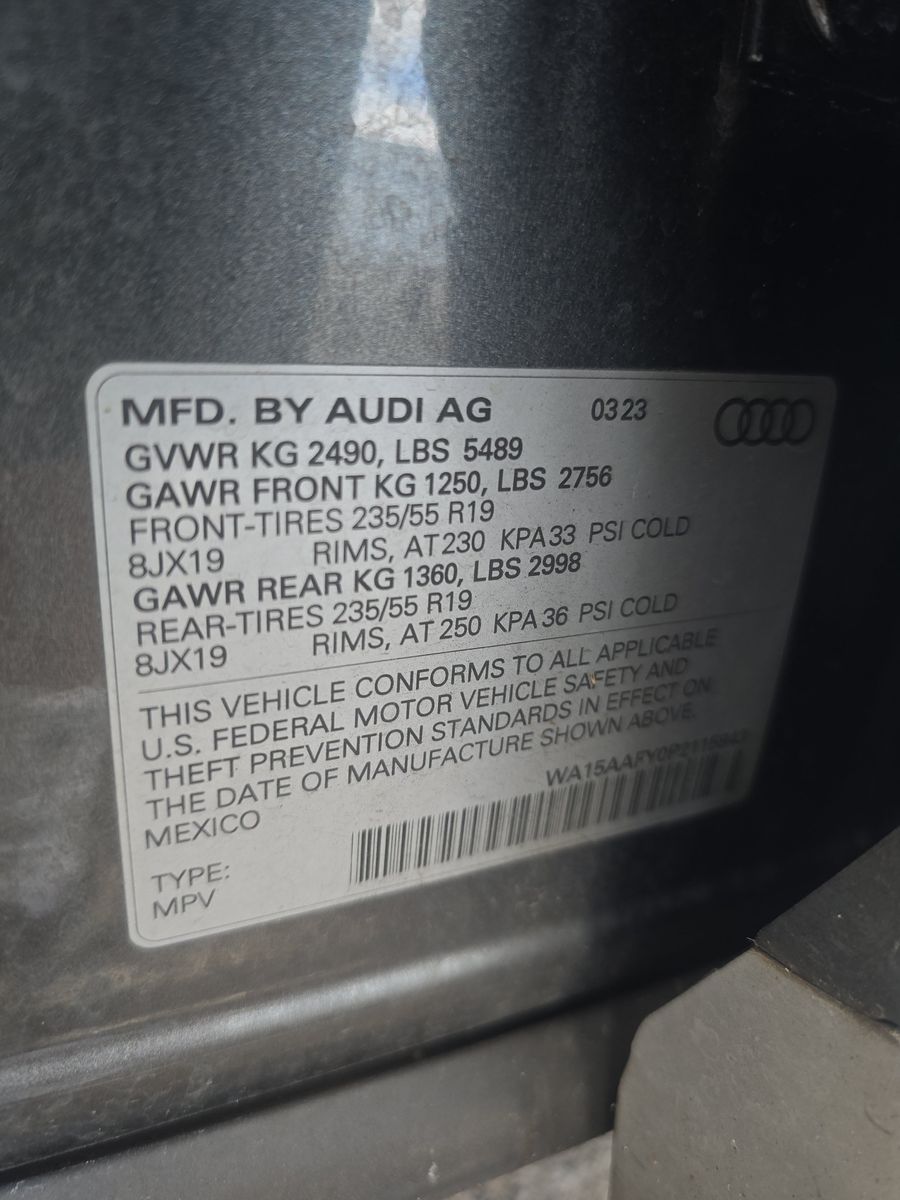 MFD. BY AUDI AG 03 23
GVWR KG 2490, LBS 5489
GAWR FRONT KG 1250, LBS 2756
FRONT-TIRES 235/55 R19
8JX19 RIMS, AT 230 KPA 33 PSI COLD
GAWR REAR KG 1360, LBS 2998
REAR-TIRES 235/55 R19
8JX19 RIMS, AT 250 KPA 36 PSI COLD
THIS VEHICLE CONFORMS TO ALL APPLICABLE
U.S. FEDERAL MOTOR VEHICLE SAFETY AND
THEFT PREVENTION STANDARDS IN EFFECT ON
THE DATE OF MANUFACTURE SHOWN ABOVE.
MEXICO
TYPE:
MPV